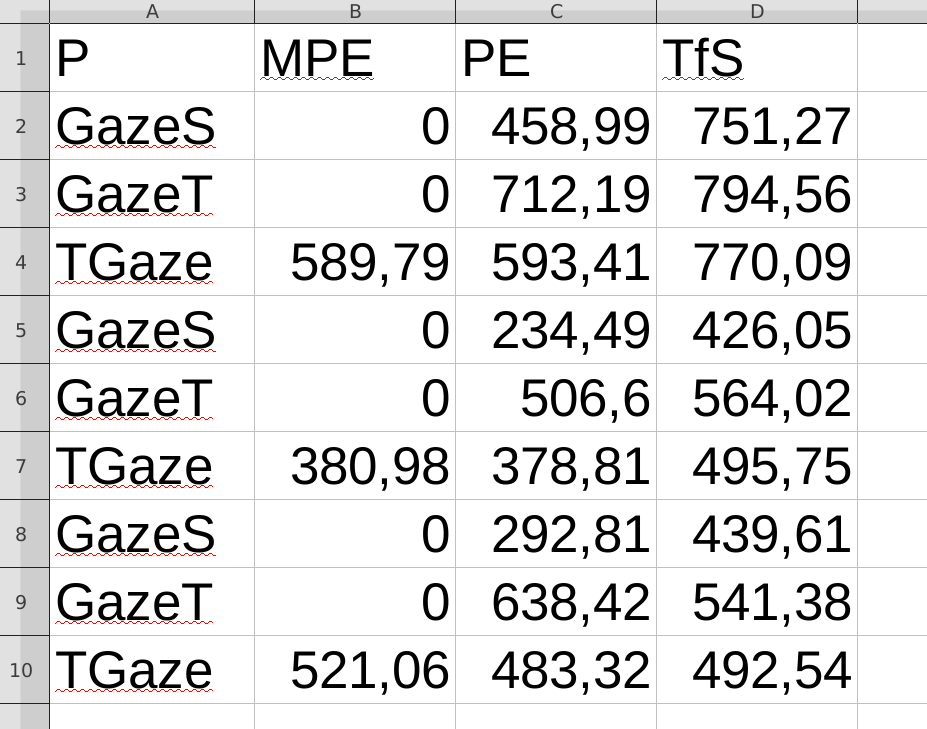 A B C D
1 P MPE PE TfS
2 GazeS 0 458,99 751,27
3 GazeT 0 712,19 794,56
4 TGaze 589,79 593,41 770,09
5 GazeS 0 234,49 426,05
6 GazeT 0 506,6 564,02
7 TGaze 380,98 378,81 495,75
8 GazeS 0 292,81 439,61
9 GazeT 0 638,42 541,38
10 TGaze 521,06 483,32 492,54